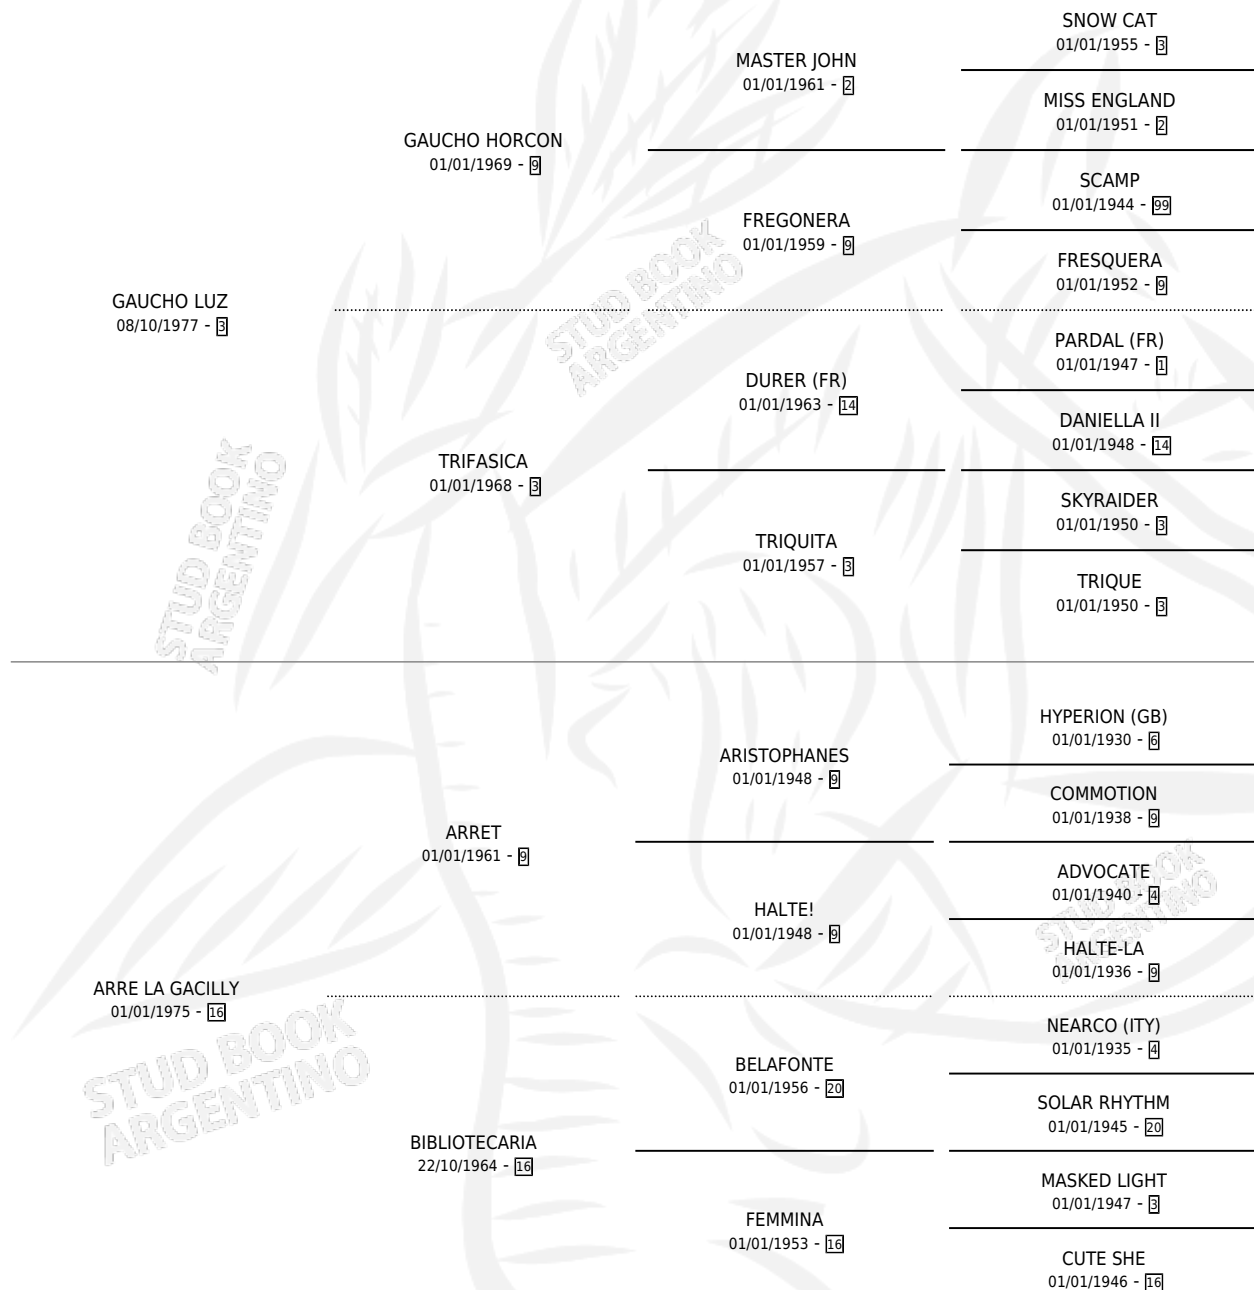 SNOW CAT
01/01/1955 - 3
MASTER JOHN
01/01/1961 - 2
MISS ENGLAND
01/01/1951 - 2
GAUCHO HORCON
01/01/1969 - 9
SCAMP
01/01/1944 - 99
FREGONERA
01/01/1959 - 9
FRESQUERA
01/01/1952 - 9
GAUCHO LUZ
08/10/1977 - 3
PARDAL (FR)
01/01/1947 - 1
DURER (FR)
01/01/1963 - 14
DANIELLA II
01/01/1948 - 14
TRIFASICA
01/01/1968 - 3
SKYRAIDER
01/01/1950 - 3
TRIQUITA
01/01/1957 - 3
TRIQUE
01/01/1950 - 3
STUD BOOK
ARGENTINO
STUD BOOK
ARGENTINO
HYPERION (GB)
01/01/1930 - 6
ARISTOPHANES
01/01/1948 - 9
COMMOTION
01/01/1938 - 9
ARRET
01/01/1961 - 9
ADVOCATE
01/01/1940 - 4
HALTE!
01/01/1948 - 9
HALTE-LA
01/01/1936 - 9
ARRE LA GACILLY
01/01/1975 - 16
NEARCO (ITY)
01/01/1935 - 4
BELAFONTE
01/01/1956 - 20
SOLAR RHYTHM
01/01/1945 - 20
BIBLIOTECARIA
22/10/1964 - 16
MASKED LIGHT
01/01/1947 - 3
FEMMINA
01/01/1953 - 16
CUTE SHE
01/01/1946 - 16
STUD BOOK
ARGENTINO
STUD BOOK
ARGENTINO